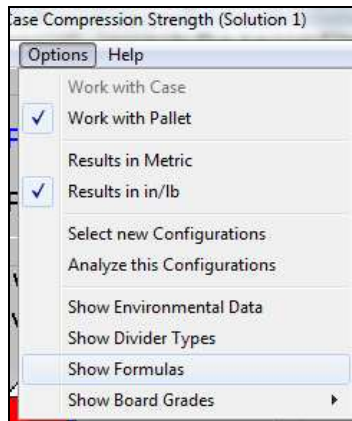 Case Compression Strength (Solution 1)
Options Help
Work with Case
Work with Pallet
Results in Metric
Results in in/lb
Select new Configurations
Analyze this Configurations
Show Environmental Data
Show Divider Types
Show Formulas
Show Board Grades